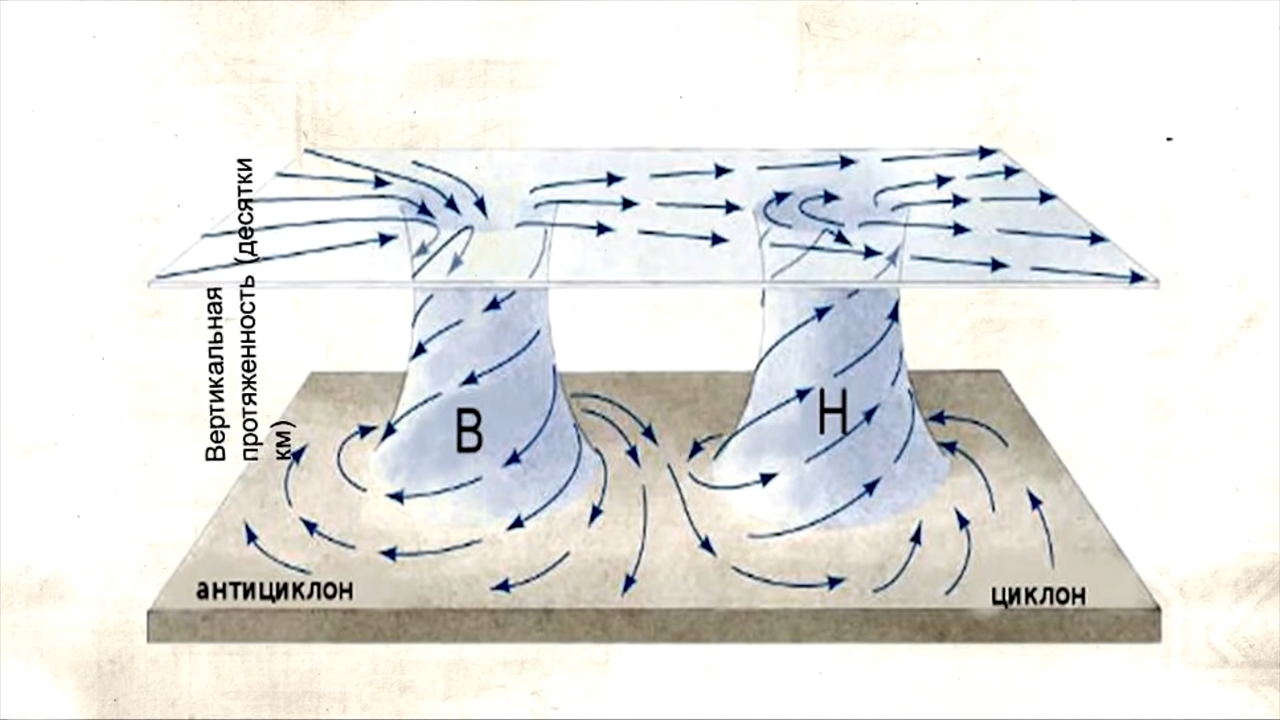 Вертикальная
протяженность (десятки
км)
В
Н
антициклон
циклон